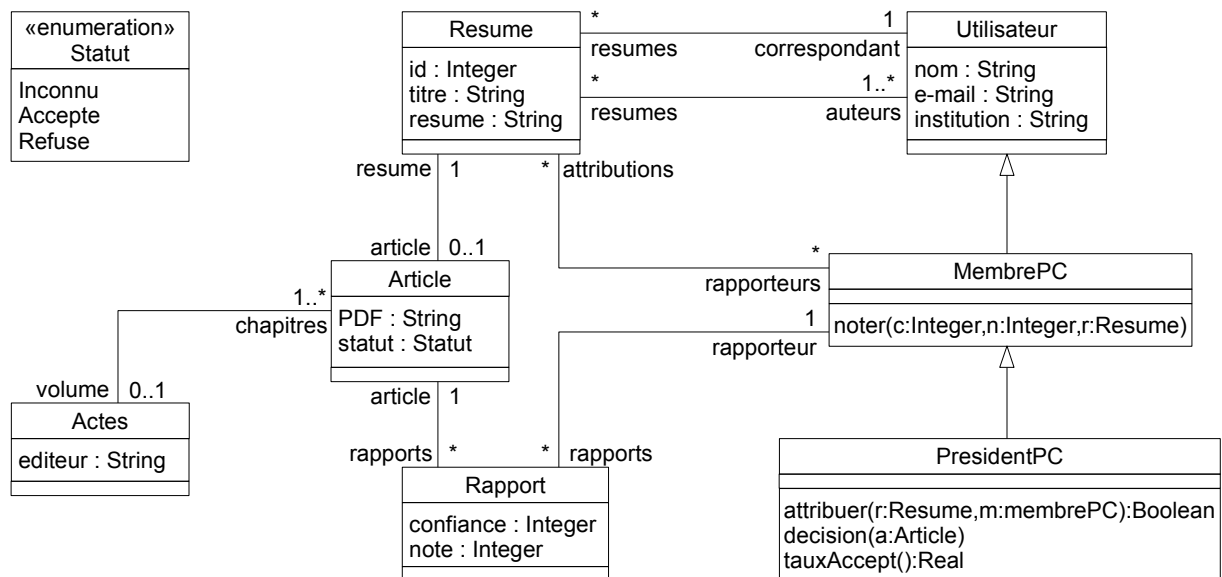 «enumeration»
Statut
Inconnu
Accepte
Refuse
Resume
id : Integer
titre : String
resume : String
* 1
resumes correspondant
* 1..*
resumes auteurs
Utilisateur
nom : String
e-mail : String
institution : String
resume 1
* attributions
article 0..1
*
rapporteurs
Article
PDF : String
statut : Statut
1..*
chapitres
volume 0..1
Actes
editeur : String
MembrePC
noter(c:Integer,n:Integer,r:Resume)
1
rapporteur
article 1
rapports *
* rapports
Rapport
confiance : Integer
note : Integer
PresidentPC
attribuer(r:Resume,m:membrePC):Boolean
decision(a:Article)
tauxAccept():Real